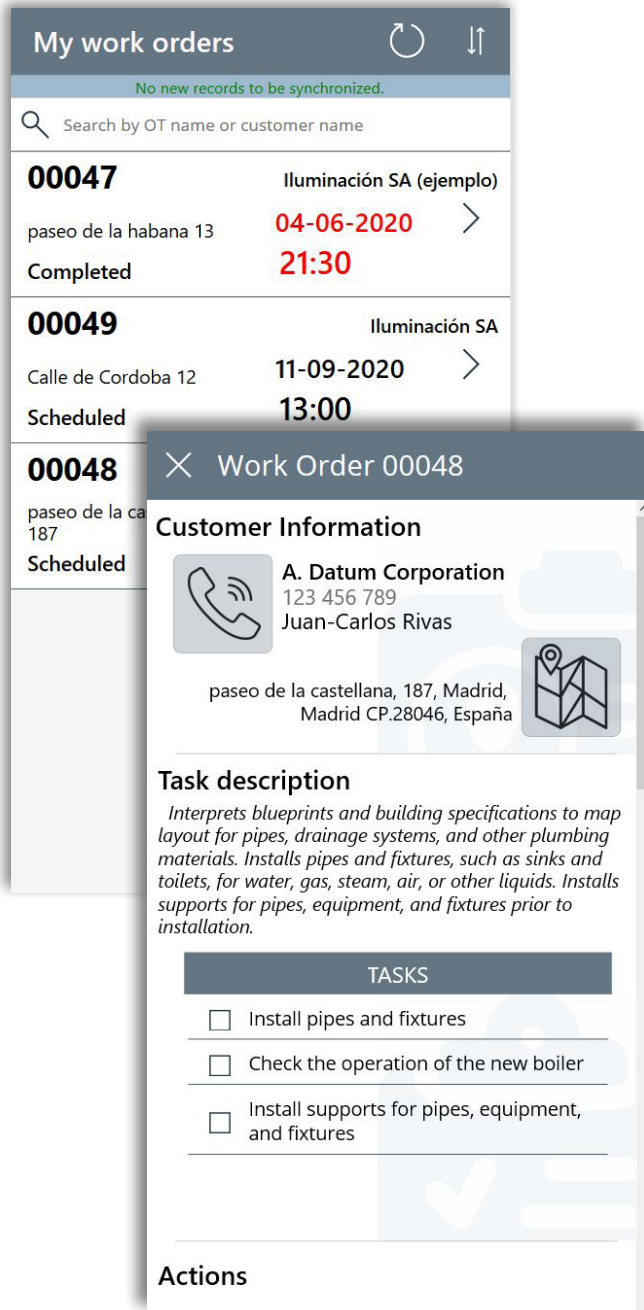 My work orders
No new records to be synchronized.
Search by OT name or customer name
00047
Iluminación SA (ejemplo)
paseo de la habana 13
04-06-2020
Completed
21:30
00049
Iluminación SA
Calle de Cordoba 12
11-09-2020
Scheduled
13:00
00048
paseo de la
187
Scheduled
Work Order 00048
Customer Information
A. Datum Corporation
123 456 789
Juan-Carlos Rivas
paseo de la castellana, 187, Madrid,
Madrid CP.28046, España
Task description
Interprets blueprints and building specifications to map
layout for pipes, drainage systems, and other plumbing
materials. Installs pipes and fixtures, such as sinks and
toilets, for water, gas, steam, air, or other liquids. Installs
supports for pipes, equipment, and fixtures prior to
installation.
TASKS
Install pipes and fixtures
Check the operation of the new boiler
Install supports for pipes, equipment,
and fixtures
Actions